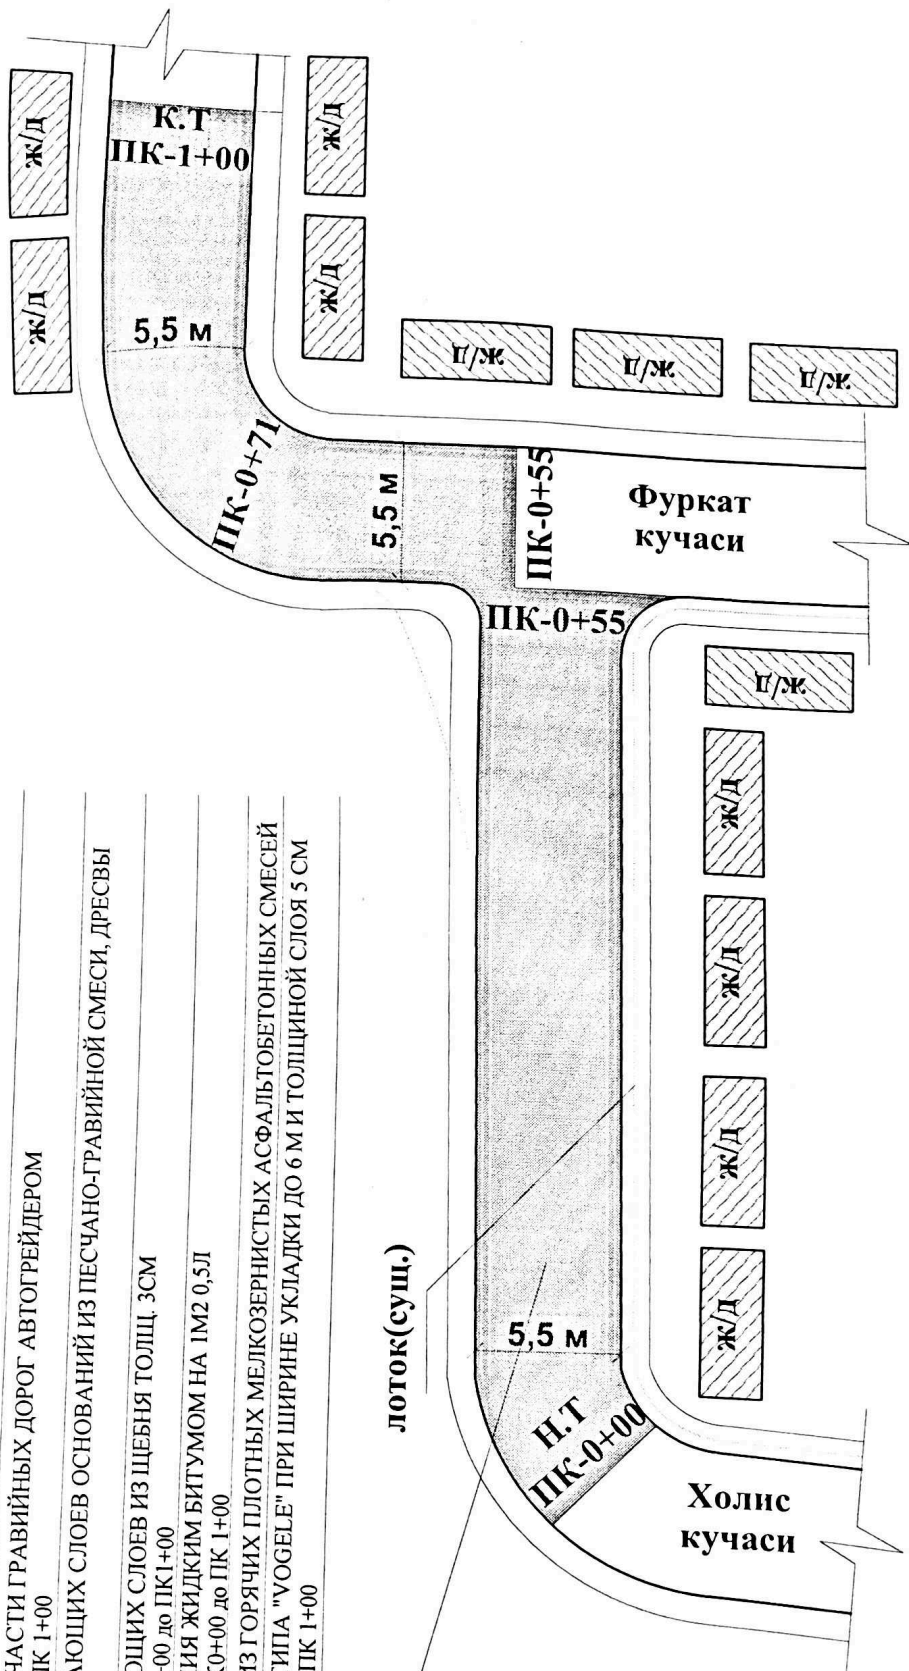 К.Т
ПК-1+00
ж/д
ж/д
ж/д
ж/д
5,5 м
ПК-0+71
5,5 м
ж/д
ж/д
ж/д
ПК-0+55
Фуркат
кучаси
ПК-0+55
ж/д
ж/д
ж/д
ж/д
ж/д
5,5 м
Н.Т
ПК-0+00
Холис
кучаси
лоток(сущ.)
ЧАСТИ ГРАВИЙНЫХ ДОРОГ АВТОГРЕЙДЕРОМ
ПК 1+00
АЮЩИХ СЛОЕВ ОСНОВАНИЙ ИЗ ПЕСЧАНО-ГРАВИЙНОЙ СМЕСИ, ДРЕСВЫ
ОЩИХ СЛОЕВ ИЗ ЩЕБНЯ ТОЛЩ. 3СМ
+00 до ПК1+00
ИЯ ЖИДКИМ БИТУМОМ НА 1М2 0,5Л
К0+00 до ПК 1+00
ИЗ ГОРЯЧИХ ПЛОТНЫХ МЕЛКОЗЕРНИСТЫХ АСФАЛЬТОБЕТОННЫХ СМЕСЕЙ
ТИПА "VOGELE" ПРИ ШИРИНЕ УКЛАДКИ ДО 6 М И ТОЛЩИНОЙ СЛОЯ 5 СМ
ПК 1+00